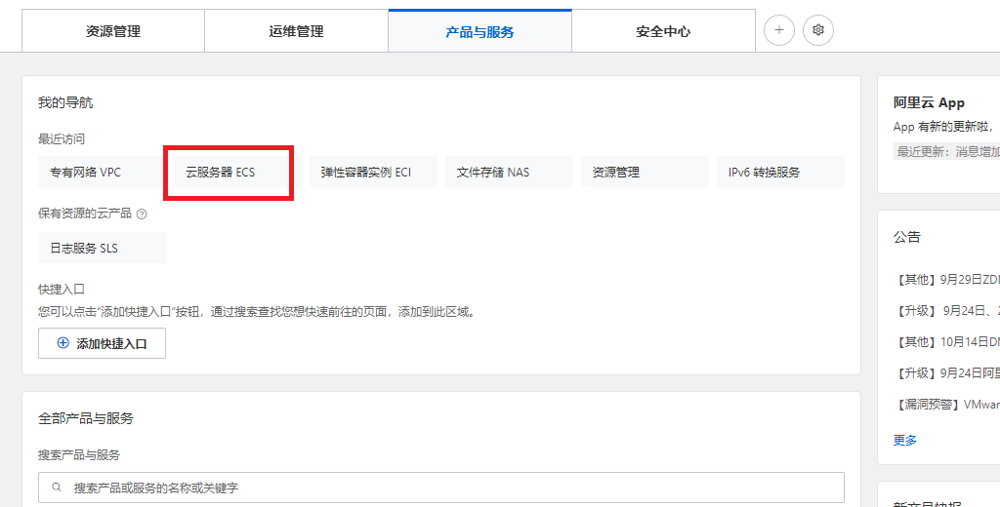 资源管理
运维管理
产品与服务
安全中心
我的导航
最近访问
专有网络 VPC
云服务器 ECS
弹性容器实例 ECI
文件存储 NAS
资源管理
IPv6 转换服务
保有资源的云产品
日志服务 SLS
快捷入口
您可以点击“添加快捷入口”按钮，通过搜索查找您想快速前往的页面，添加到此区域。
添加快捷入口
全部产品与服务
搜索产品与服务
搜索产品或服务的名称或关键字
阿里云 App
App 有新的更新啦，
最近更新：消息增加
公告
【其他】9月29日ZD
【升级】 9月24日、2
【其他】10月14日D
【升级】9月24日阿里
【漏洞预警】VMwar
更多